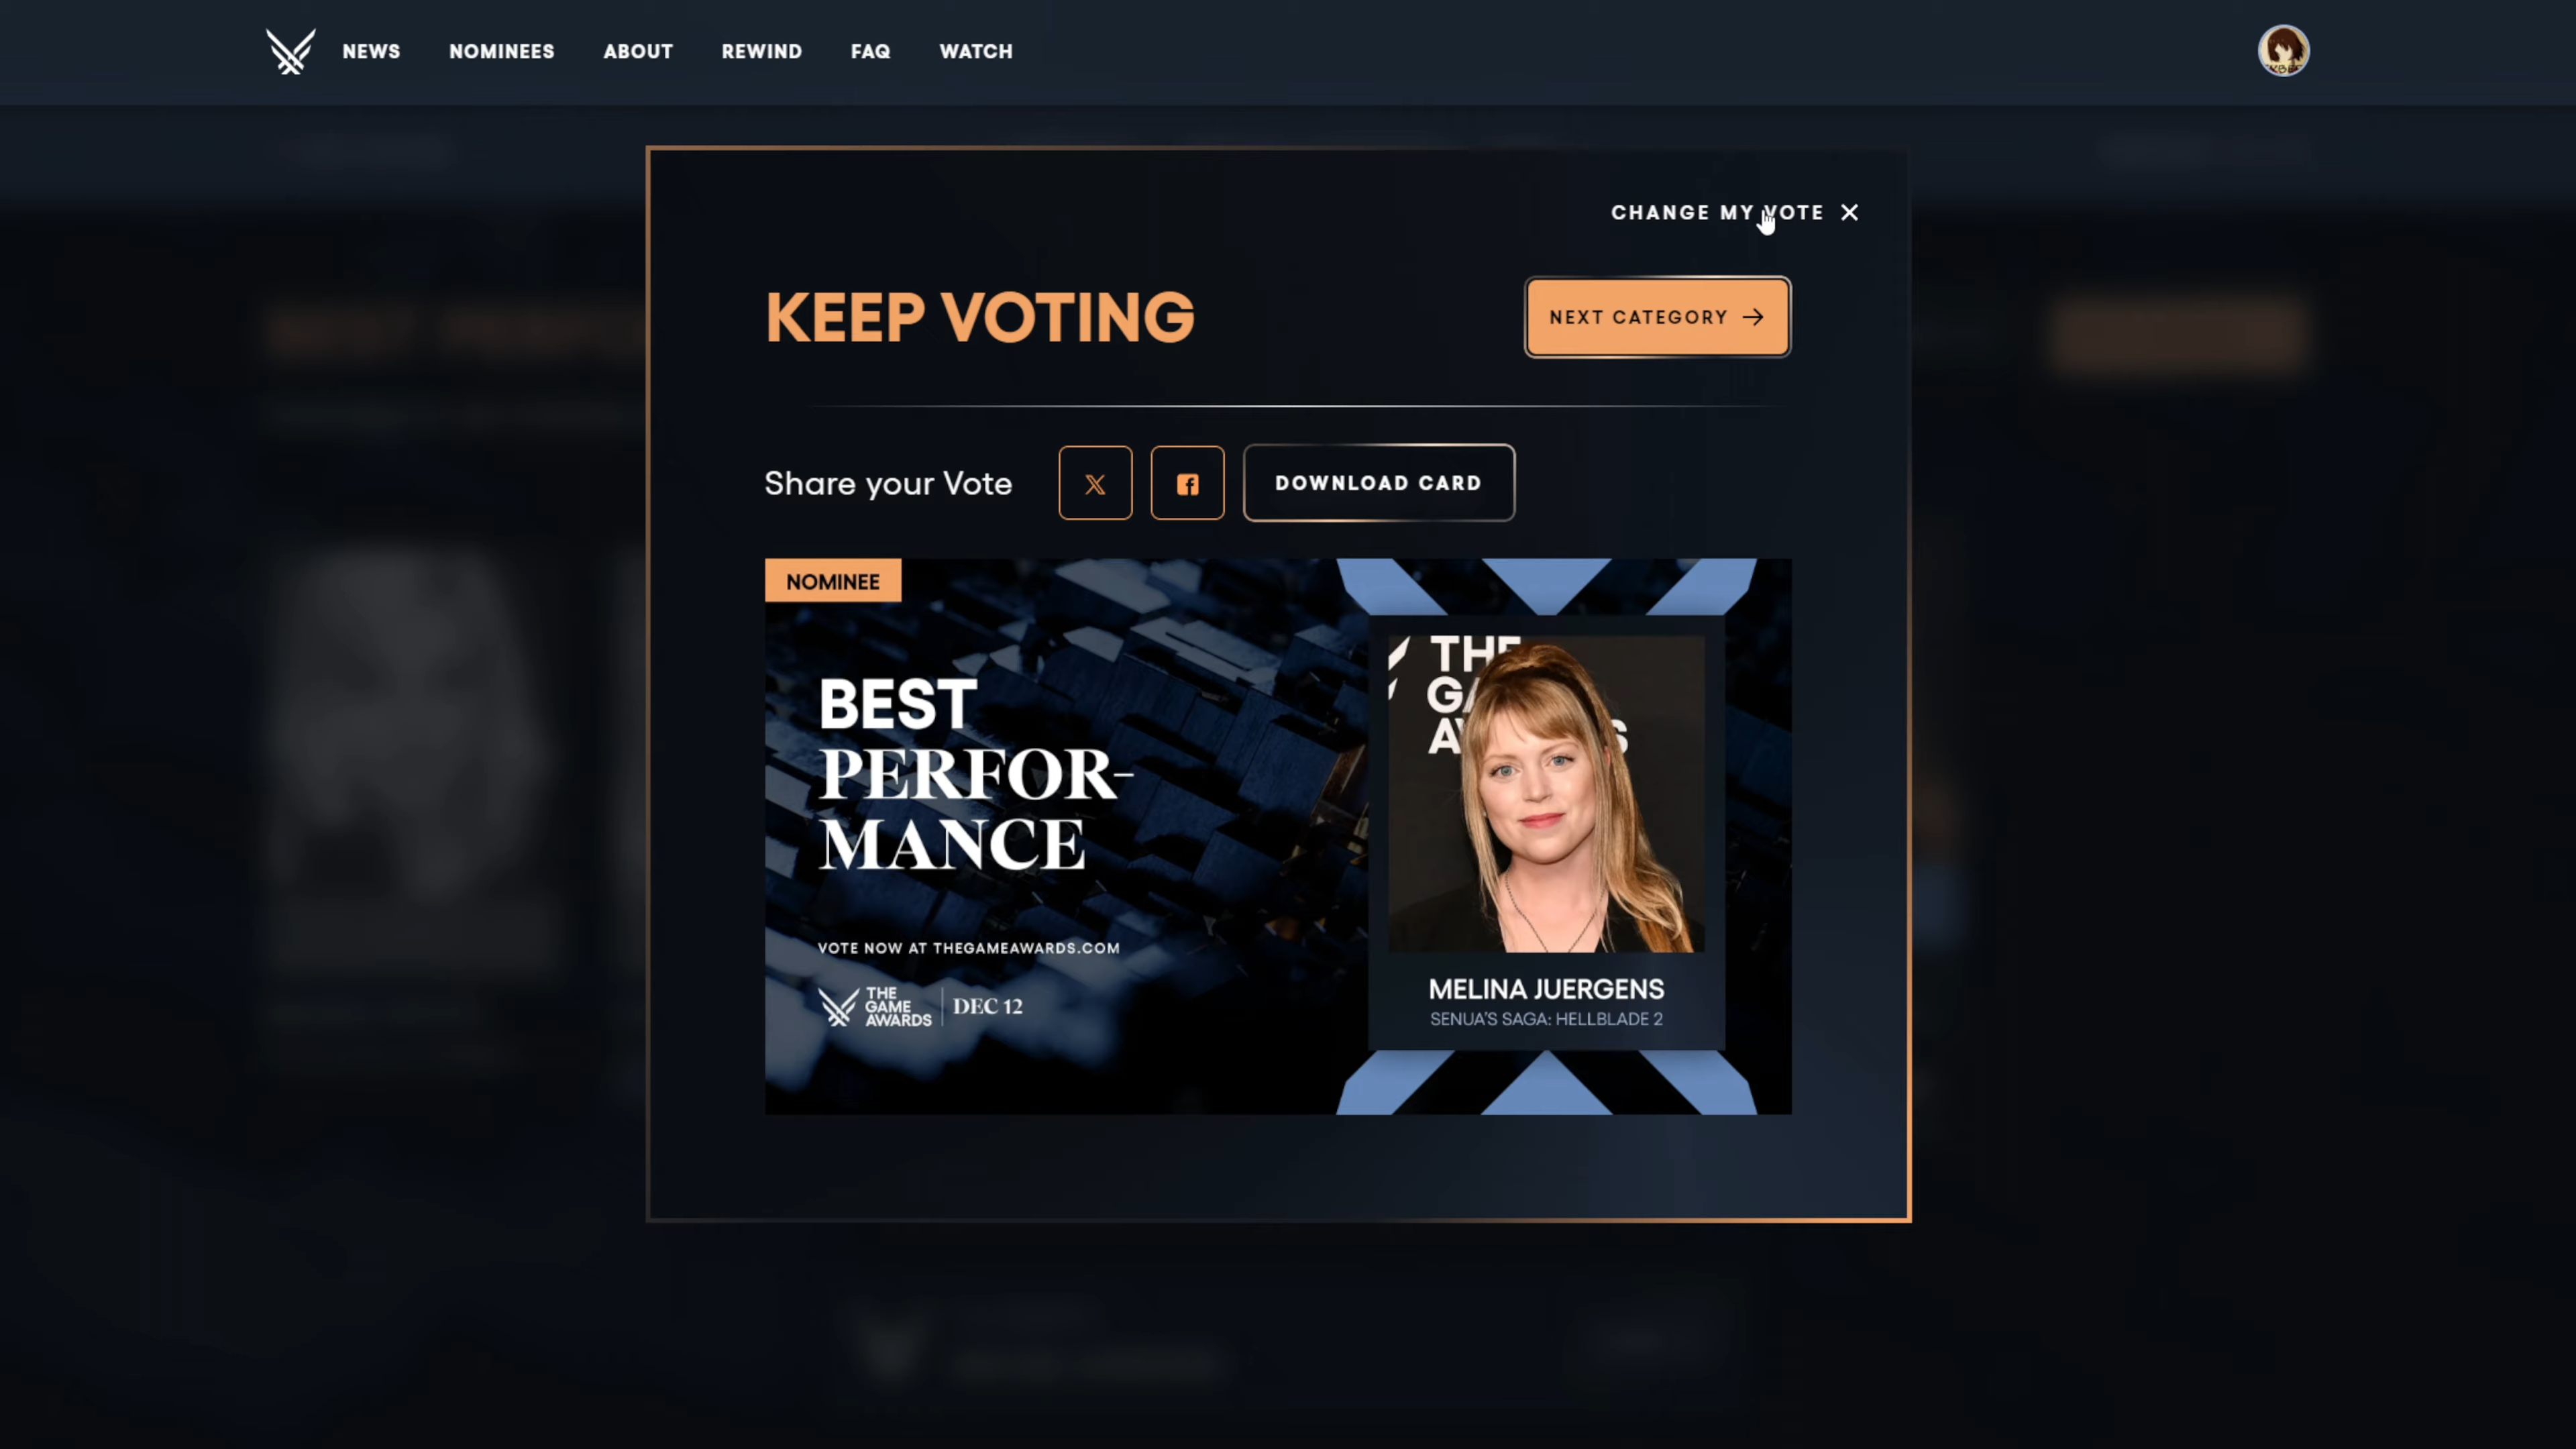 NEWS NOMINEES ABOUT REWIND FAQ WATCH
CHANGE MY VOTE
KEEP VOTING
NEXT CATEGORY
Share your Vote
DOWNLOAD CARD
NOMINEE
BEST
PERFOR-
MANCE
VOTE NOW AT THEGAMEAWARDS.COM
THE
GAME
AWARDS
DEC 12
THE
MELINA JUERGENS
SENUA'S SAGA: HELLBLADE 2